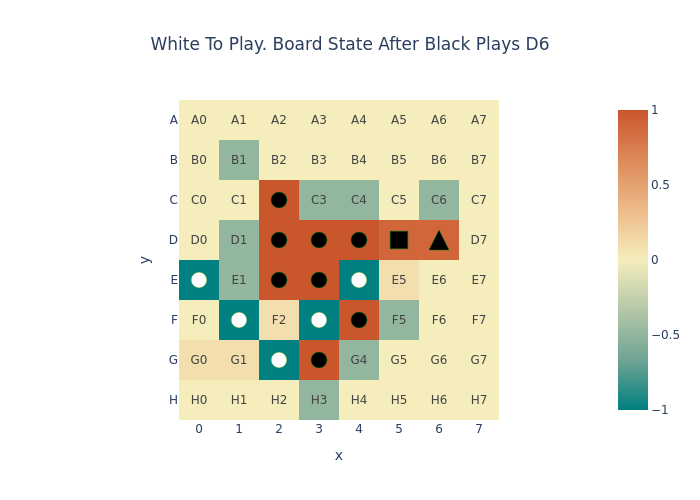 White To Play. Board State After Black Plays D6
A A0 A1 A2 A3 A4 A5 A6 A7 1
B B0 B1 B2 B3 B4 B5 B6 B7 0.5
C C0 C1 C3 C4 C5 C6 C7
D D0 D1 D7 0
y
E E1 E5 E6 E7
F F0 F2 F5 F6 F7 −0.5
G G0 G1 G4 G5 G6 G7
H H0 H1 H2 H3 H4 H5 H6 H7 −1
0 1 2 3 4 5 6 7
x